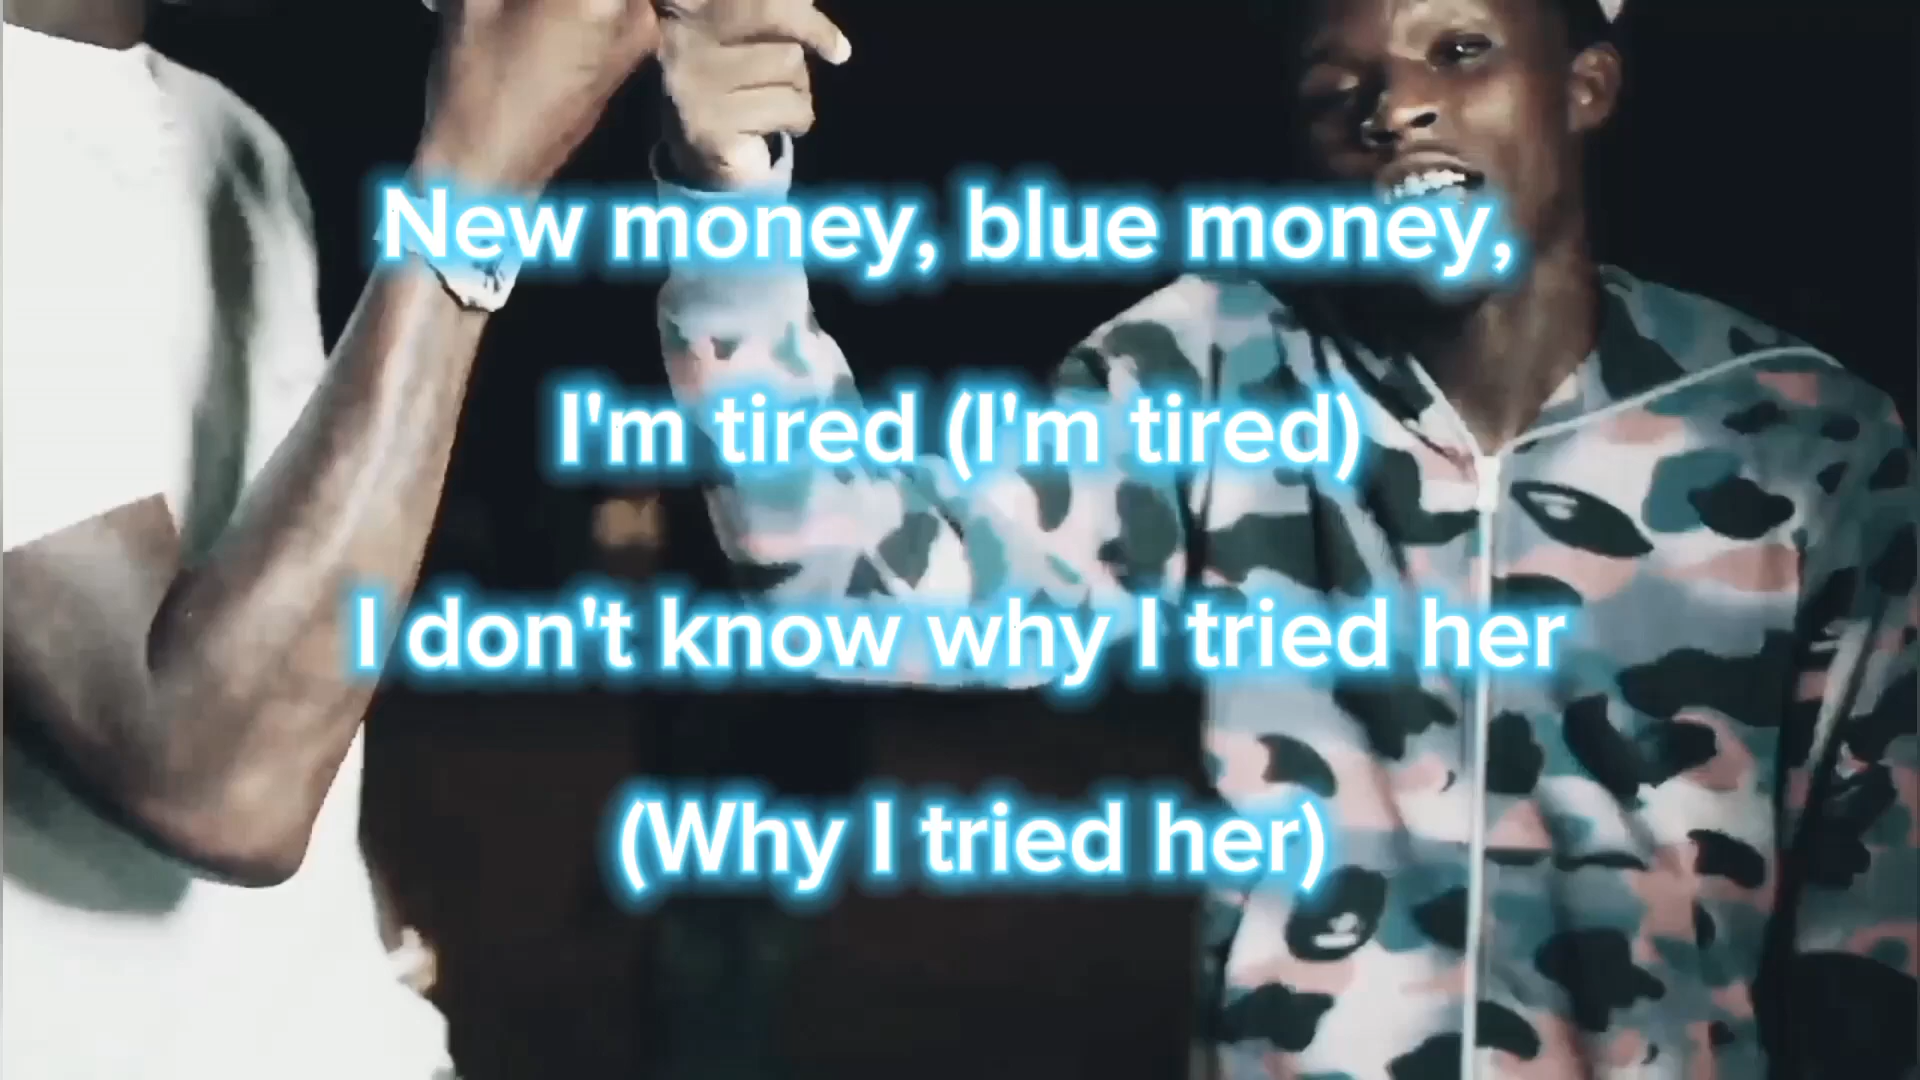 New money, blue money,
I'm tired (I'm tired)
I don't know why I tried her
(Why I tried her)